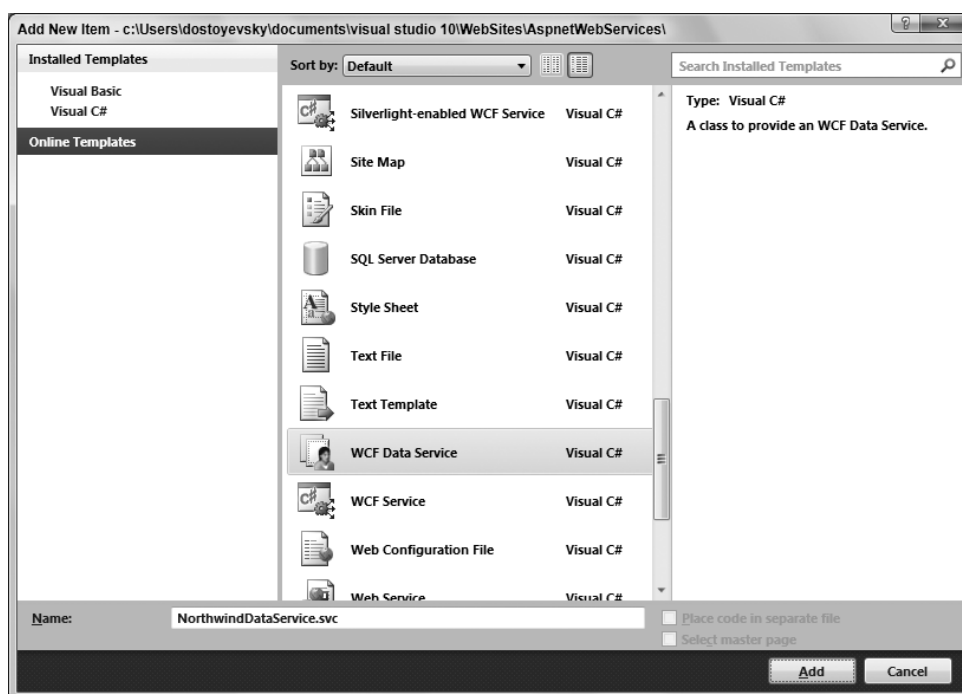 Add New Item - c:\Users\dostoyevsky\documents\visual studio 10\WebSites\AspnetWebServices\
Installed Templates
Visual Basic
Visual C#
Online Templates
Sort by: Default
Search Installed Templates
Silverlight-enabled WCF Service Visual C#
Site Map Visual C#
Skin File Visual C#
SQL Server Database Visual C#
Style Sheet Visual C#
Text File Visual C#
Text Template Visual C#
WCF Data Service Visual C#
WCF Service Visual C#
Web Configuration File Visual C#
Web Service Visual C#
Type: Visual C#
A class to provide an WCF Data Service.
Name: NorthwindDataService.svc
Place code in separate file
Select master page
Add Cancel